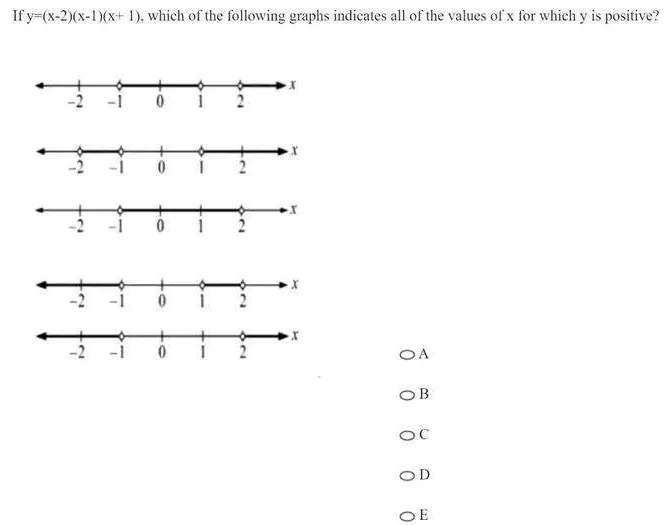 If y=(x-2)(x-1)(x+ 1), which of the following graphs indicates all of the values of x for which y is positive?
x
-2 -1 0 1 2
x
-2 -1 0 1 2
x
-2 -1 0 1 2
x
-2 -1 0 1 2
x
-2 -1 0 1 2
A
B
C
D
E